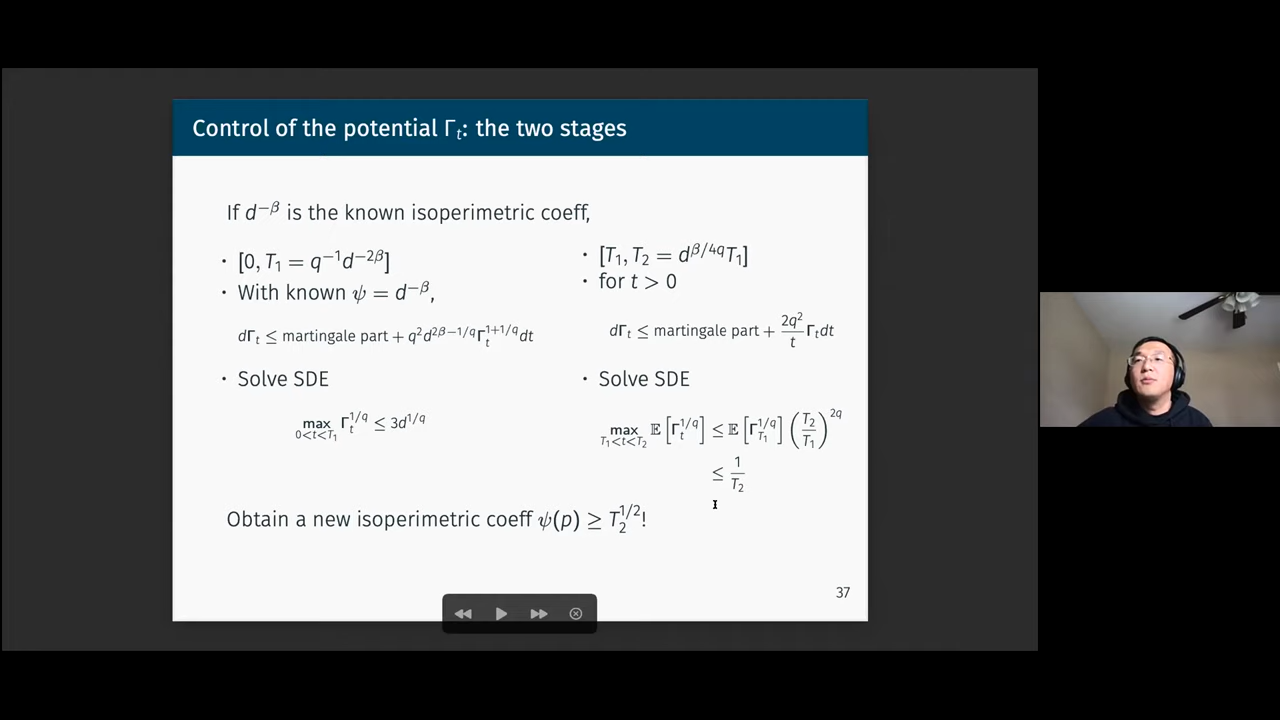 Control of the potential Γ_t: the two stages
If d^{−β} is the known isoperimetric coeff,
• [0, T_1 = q^{−1}d^{−2β}]
• With known ψ = d^{−β},
dΓ_t ≤ martingale part + q^2 d^{2β−1/q} Γ_t^{1+1/q} dt
• Solve SDE
max_{0<t<T_1} Γ_t^{1/q} ≤ 3d^{1/q}
• [T_1, T_2 = d^{β/4q}T_1]
• for t > 0
dΓ_t ≤ martingale part + \frac{2q^2}{t} Γ_t dt
• Solve SDE
max_{T_1<t<T_2} 𝔼[Γ_t^{1/q}] ≤ 𝔼[Γ_{T_1}^{1/q}] (\frac{T_2}{T_1})^{2q}
≤ \frac{1}{T_2}
Obtain a new isoperimetric coeff ψ(p) ≥ T_2^{1/2}!
37